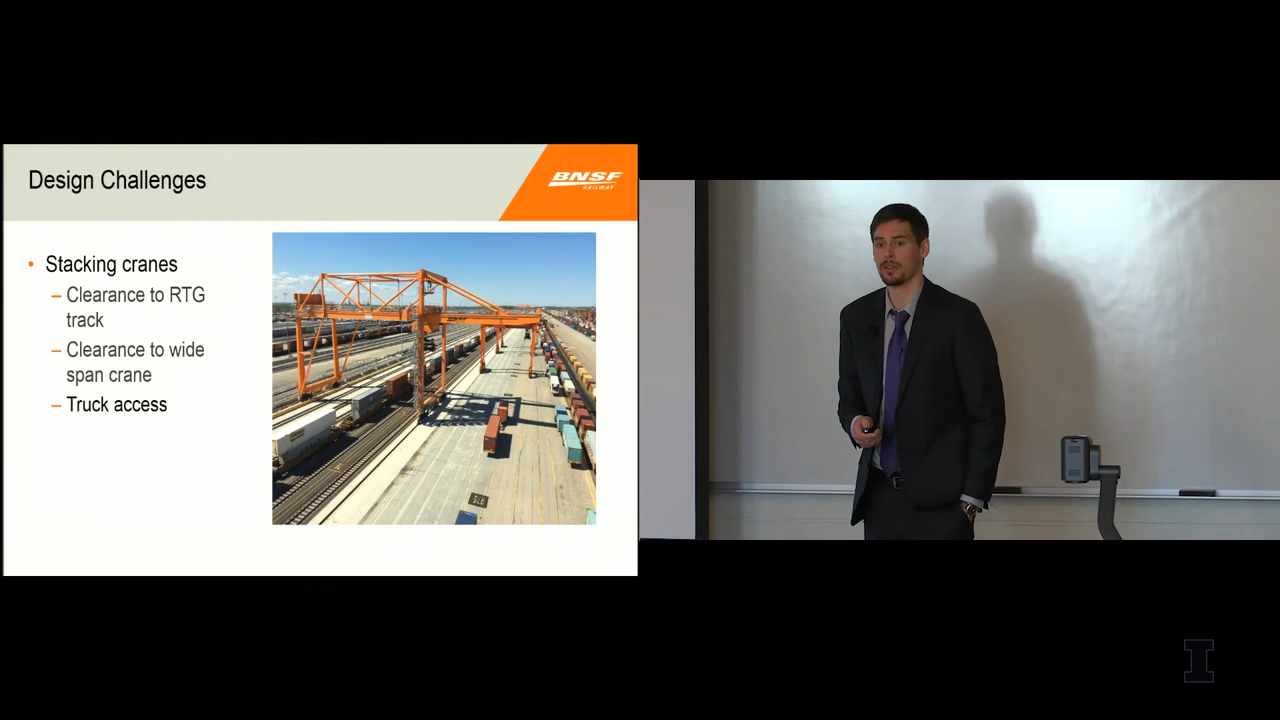 Design Challenges
BNSF
RAILWAY
• Stacking cranes
– Clearance to RTG
track
– Clearance to wide
span crane
– Truck access
I